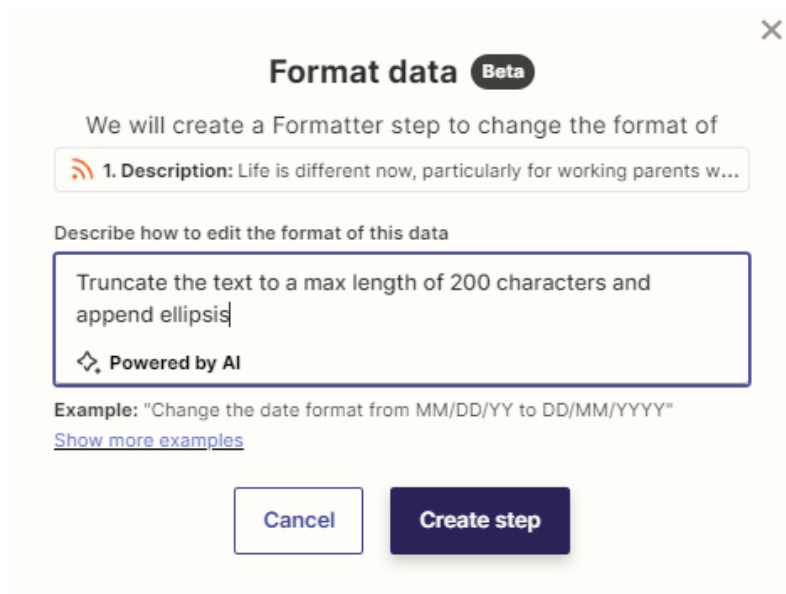 Format data Beta
We will create a Formatter step to change the format of
1. Description: Life is different now, particularly for working parents w...
Describe how to edit the format of this data
Truncate the text to a max length of 200 characters and
append ellipsis
Powered by AI
Example: "Change the date format from MM/DD/YY to DD/MM/YYYY"
Show more examples
Cancel Create step